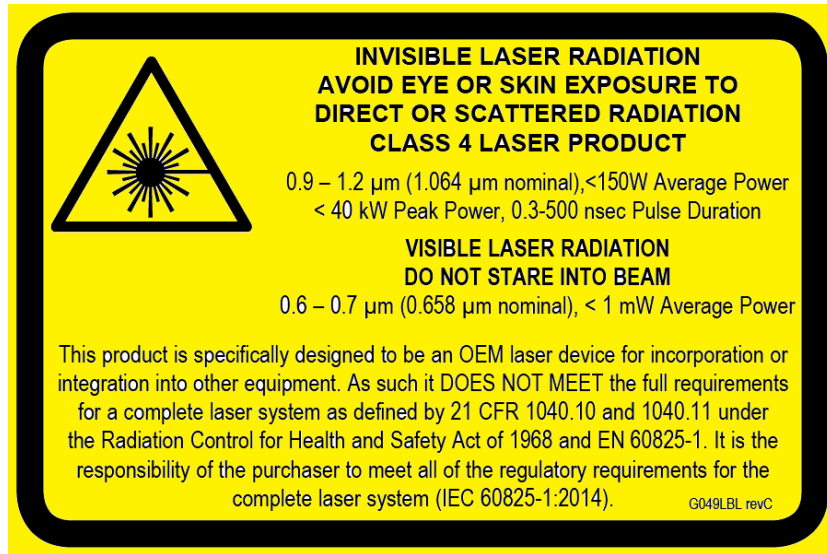 INVISIBLE LASER RADIATION
AVOID EYE OR SKIN EXPOSURE TO
DIRECT OR SCATTERED RADIATION
CLASS 4 LASER PRODUCT
0.9 – 1.2 µm (1.064 µm nominal),<150W Average Power
< 40 kW Peak Power, 0.3-500 nsec Pulse Duration
VISIBLE LASER RADIATION
DO NOT STARE INTO BEAM
0.6 – 0.7 µm (0.658 µm nominal), < 1 mW Average Power
This product is specifically designed to be an OEM laser device for incorporation or
integration into other equipment. As such it DOES NOT MEET the full requirements
for a complete laser system as defined by 21 CFR 1040.10 and 1040.11 under
the Radiation Control for Health and Safety Act of 1968 and EN 60825-1. It is the
responsibility of the purchaser to meet all of the regulatory requirements for the
complete laser system (IEC 60825-1:2014).
G049LBL revC